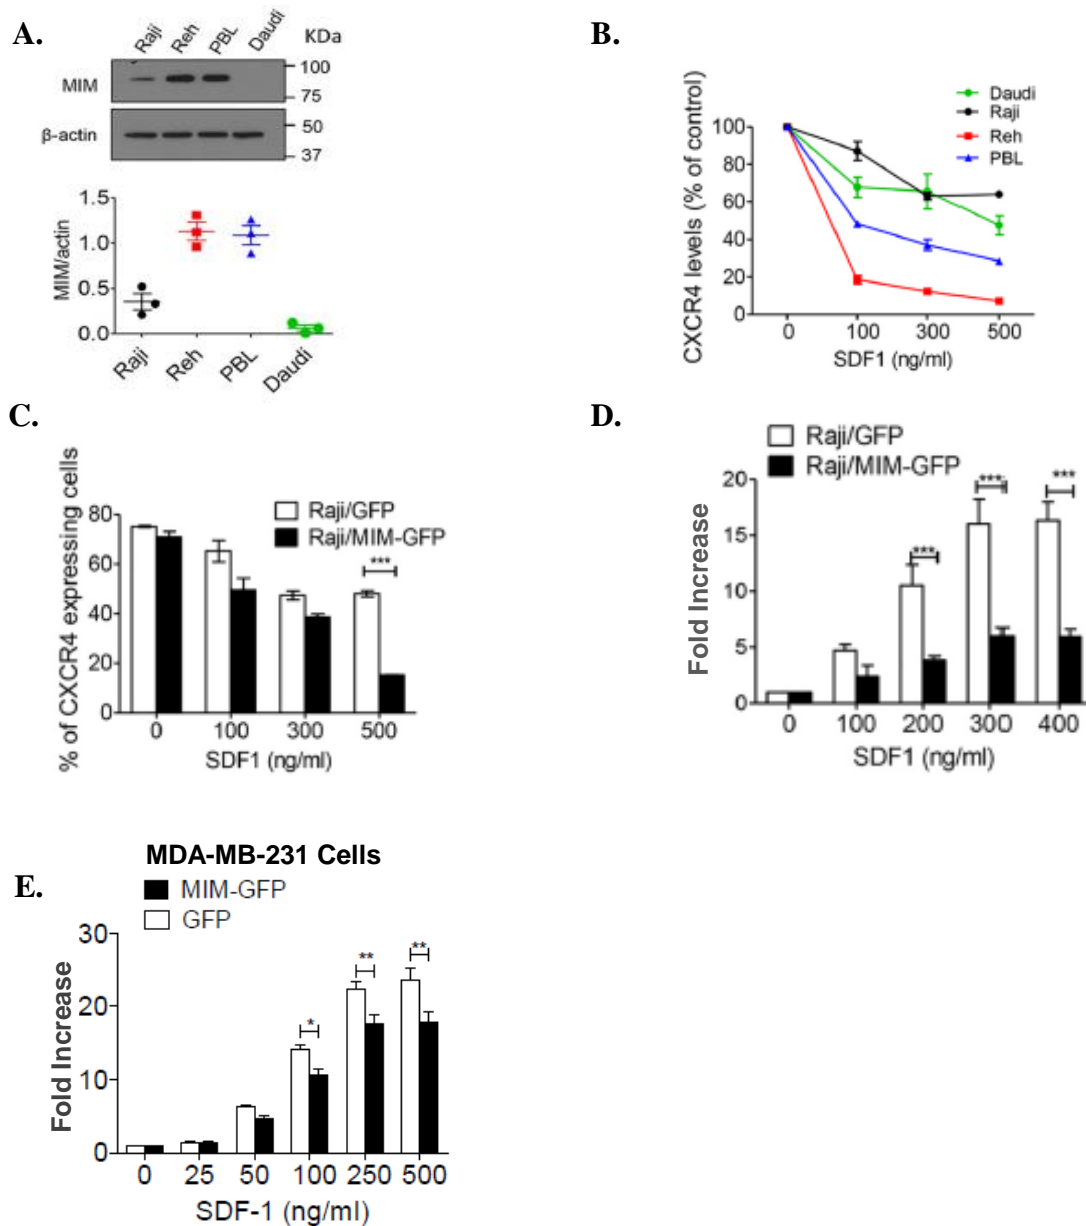 A.
Raji Reh PBL Daudi KDa
MIM
100
75
β-actin
50
37
MIM/actin
1.5
1.0
0.5
0.0
Raji Reh PBL Daudi
B.
Daudi
Raji
Reh
PBL
CXCR4 levels (% of control)
100
80
60
40
20
0
0 100 300 500
SDF1 (ng/ml)
C.
% of CXCR4 expressing cells
Raji/GFP
Raji/MIM-GFP
80
60
40
20
0
***
0 100 300 500
SDF1 (ng/ml)
D.
Raji/GFP
Raji/MIM-GFP
Fold Increase
20
15
10
5
0
*** *** ***
0 100 200 300 400
SDF1 (ng/ml)
MDA-MB-231 Cells
E.
MIM-GFP
GFP
Fold Increase
30
20
10
0
* ** **
0 25 50 100 250 500
SDF-1 (ng/ml)